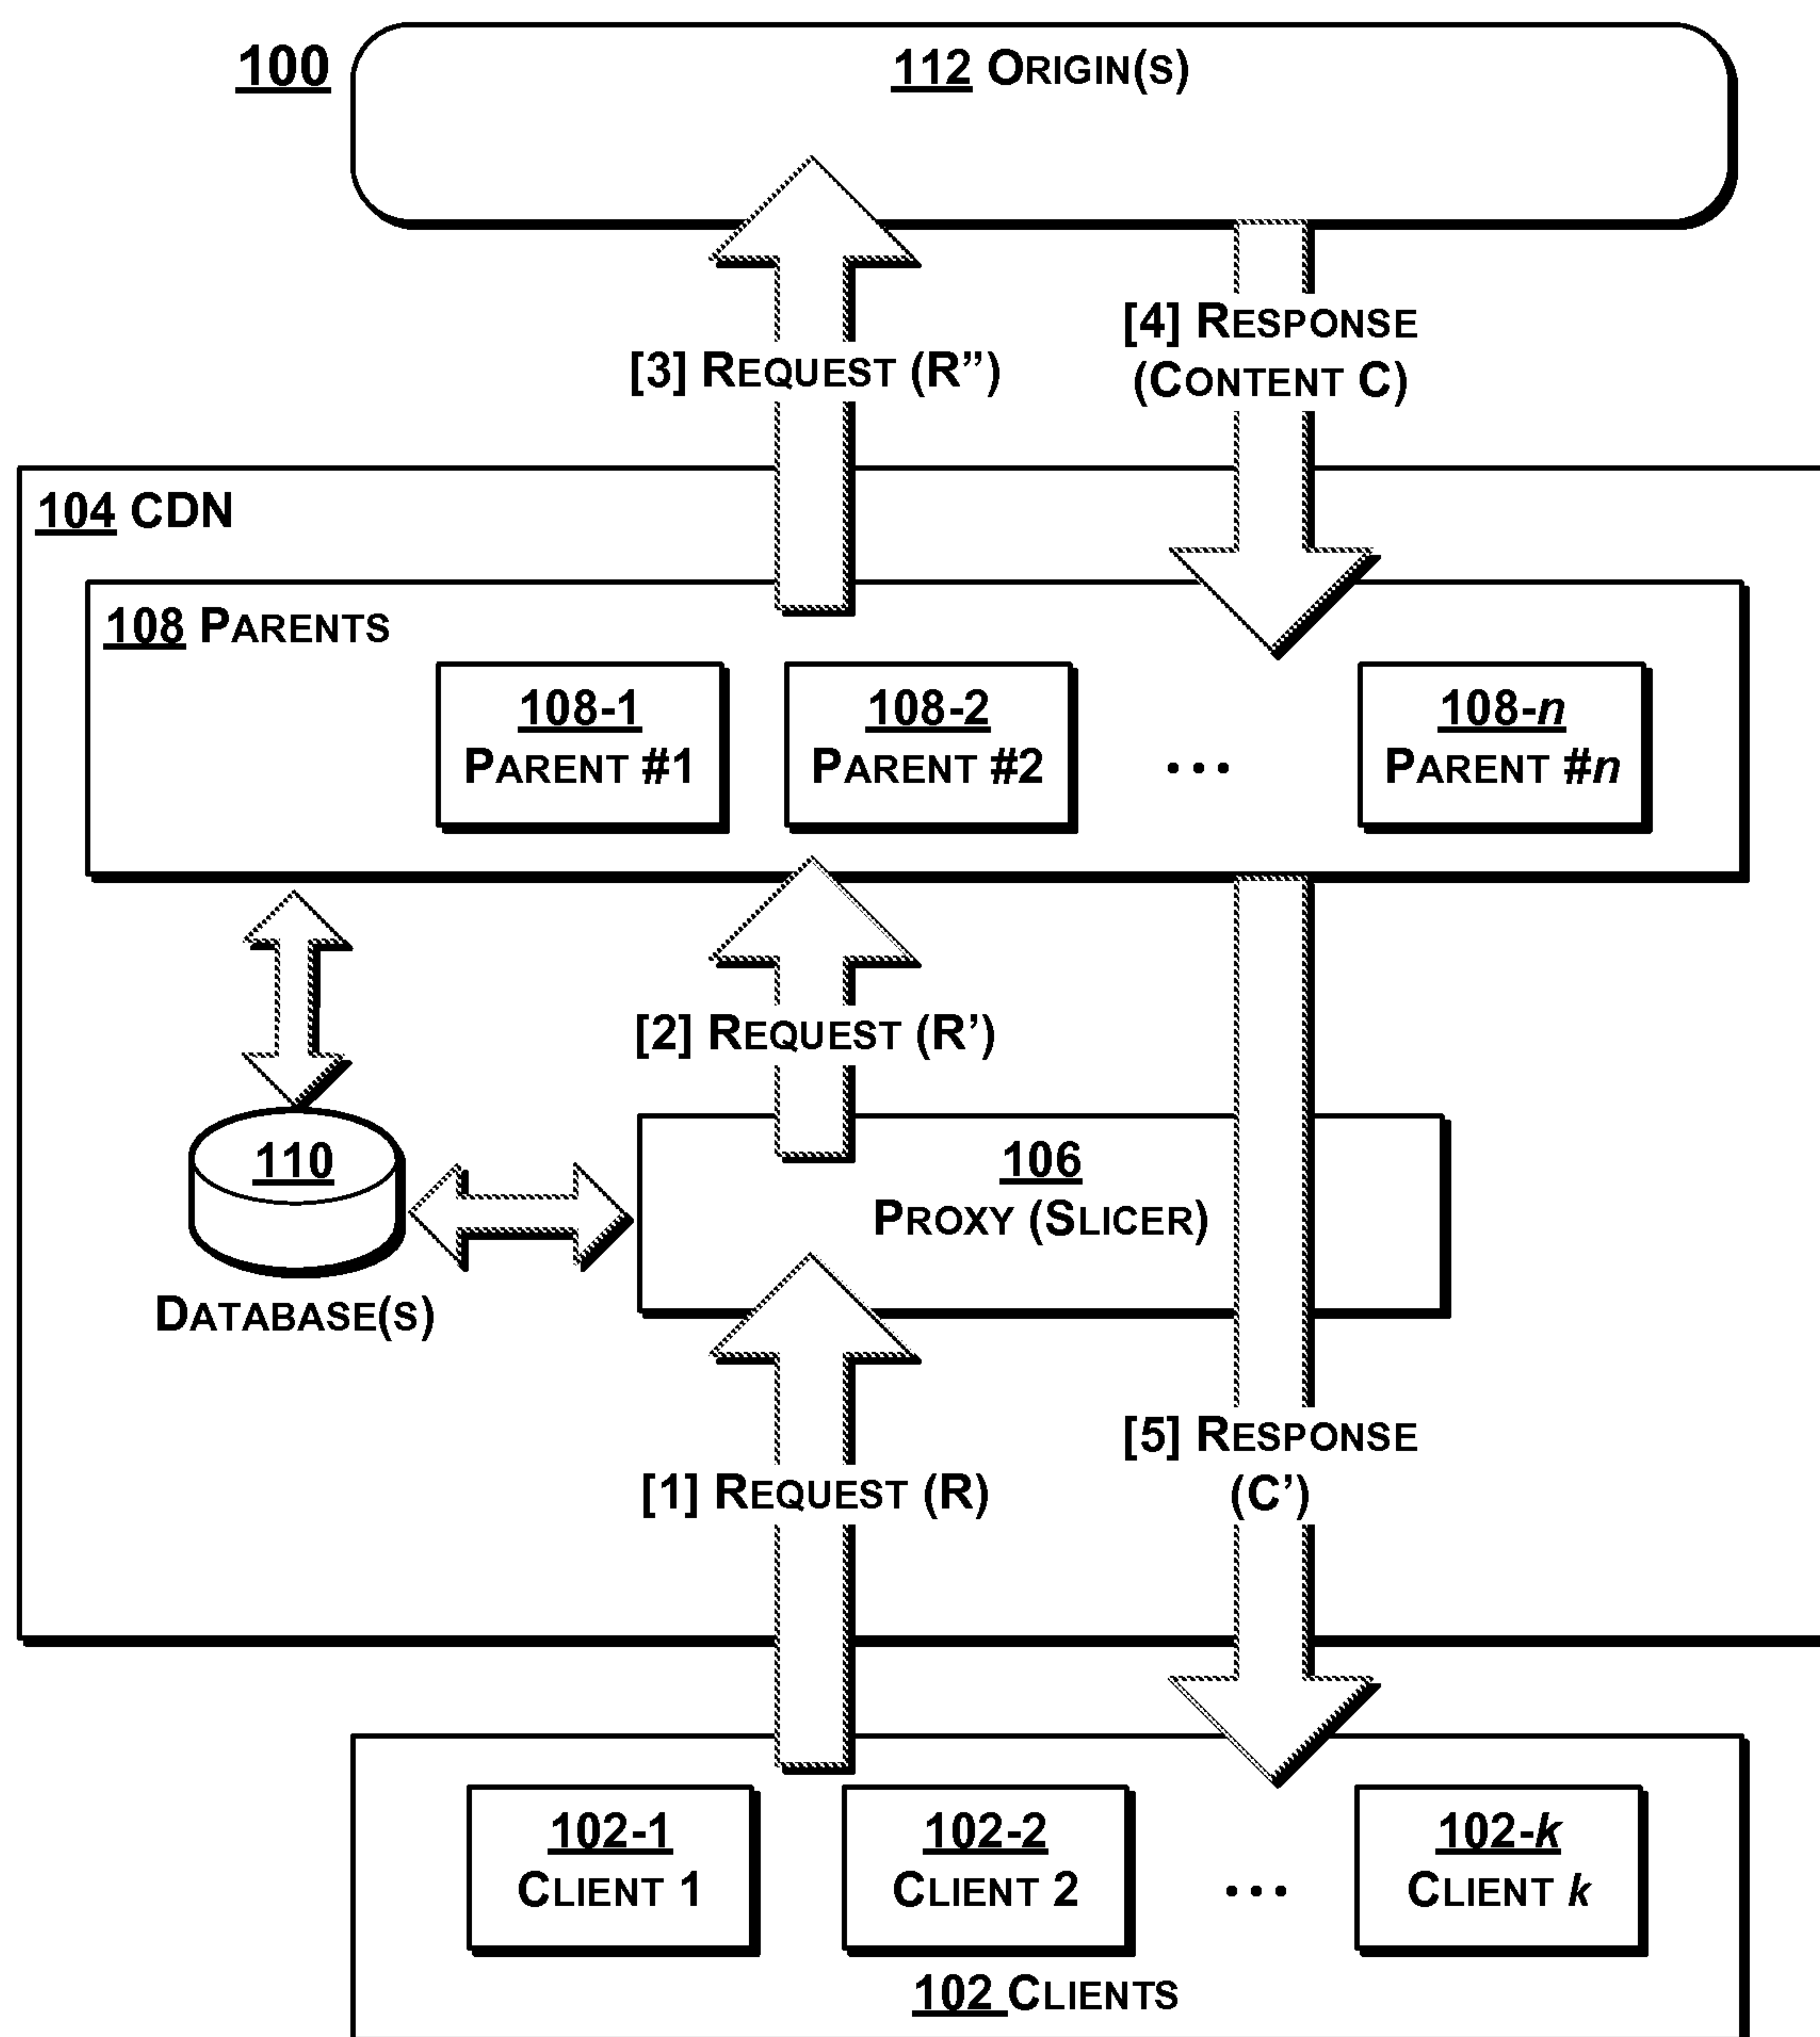 100
112 ORIGIN(S)
[3] REQUEST (R”)
[4] RESPONSE
(CONTENT C)
104 CDN
108 PARENTS
108-1
PARENT #1
108-2
PARENT #2
...
108-n
PARENT #n
[2] REQUEST (R’)
110
DATABASE(S)
106
PROXY (SLICER)
[1] REQUEST (R)
[5] RESPONSE
(C’)
102-1
CLIENT 1
102-2
CLIENT 2
...
102-k
CLIENT k
102 CLIENTS